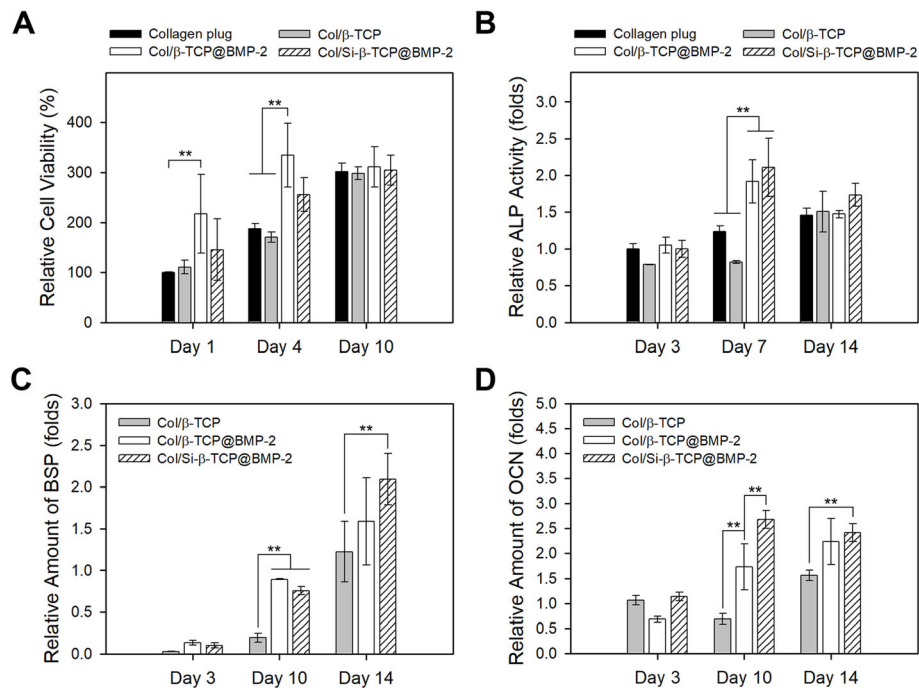 A
Collagen plug
Col/β-TCP
Col/β-TCP@BMP-2
Col/Si-β-TCP@BMP-2
Relative Cell Viability (%)
400
300
200
100
0
**
**
Day 1
Day 4
Day 10
B
Collagen plug
Col/β-TCP
Col/β-TCP@BMP-2
Col/Si-β-TCP@BMP-2
Relative ALP Activity (folds)
3.0
2.5
2.0
1.5
1.0
0.5
0.0
**
Day 3
Day 7
Day 14
C
Col/β-TCP
Col/β-TCP@BMP-2
Col/Si-β-TCP@BMP-2
Relative Amount of BSP (folds)
3.0
2.5
2.0
1.5
1.0
0.5
0.0
**
**
Day 3
Day 10
Day 14
D
Col/β-TCP
Col/β-TCP@BMP-2
Col/Si-β-TCP@BMP-2
Relative Amount of OCN (folds)
5.0
4.5
4.0
3.5
3.0
2.5
2.0
1.5
1.0
0.5
0.0
**
**
**
Day 3
Day 10
Day 14